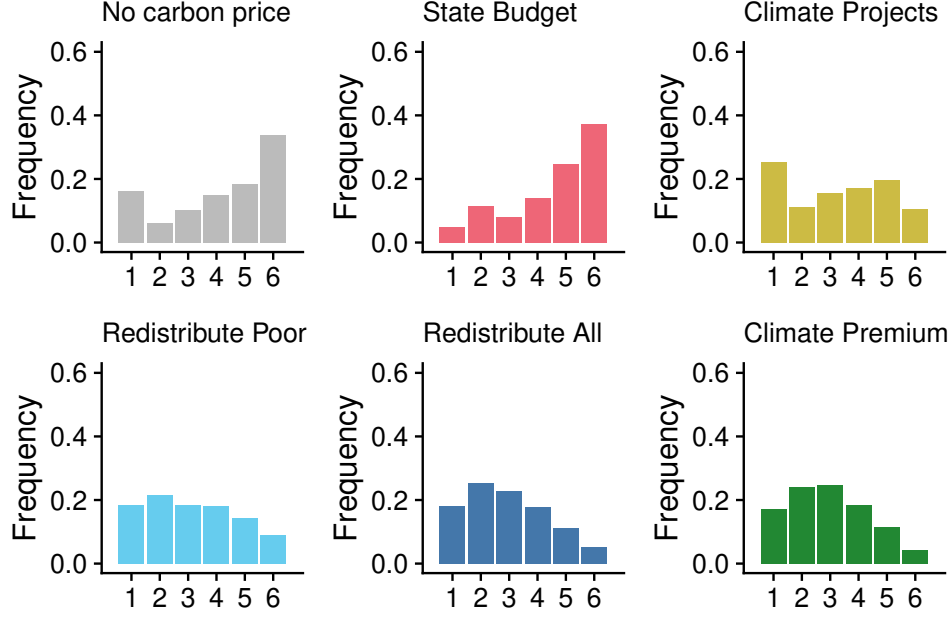 No carbon price
State Budget
Climate Projects
Frequency
0.6
0.4
0.2
0.0
1 2 3 4 5 6
Frequency
0.6
0.4
0.2
0.0
1 2 3 4 5 6
Frequency
0.6
0.4
0.2
0.0
1 2 3 4 5 6
Redistribute Poor
Redistribute All
Climate Premium
Frequency
0.6
0.4
0.2
0.0
1 2 3 4 5 6
Frequency
0.6
0.4
0.2
0.0
1 2 3 4 5 6
Frequency
0.6
0.4
0.2
0.0
1 2 3 4 5 6